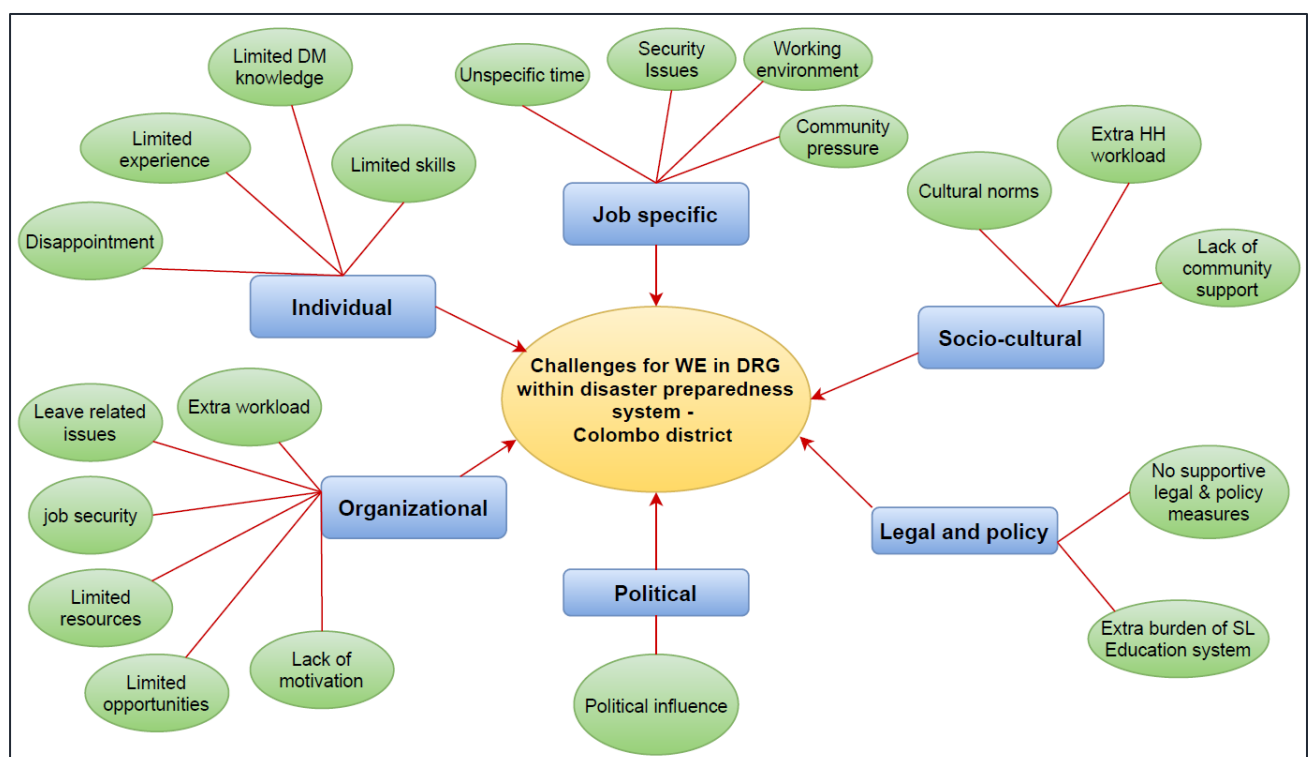 Limited DM
knowledge
Limited
experience
Limited skills
Disappointment
Individual
Unspecific time
Security
Issues
Working
environment
Community
pressure
Job specific
Extra HH
workload
Cultural norms
Lack of
community
support
Socio-cultural
Challenges for WE in DRG
within disaster preparedness
system -
Colombo district
Leave related
issues
Extra workload
job security
Organizational
Limited
resources
Limited
opportunities
Lack of
motivation
Political
Political influence
Legal and policy
No supportive
legal & policy
measures
Extra burden of SL
Education system